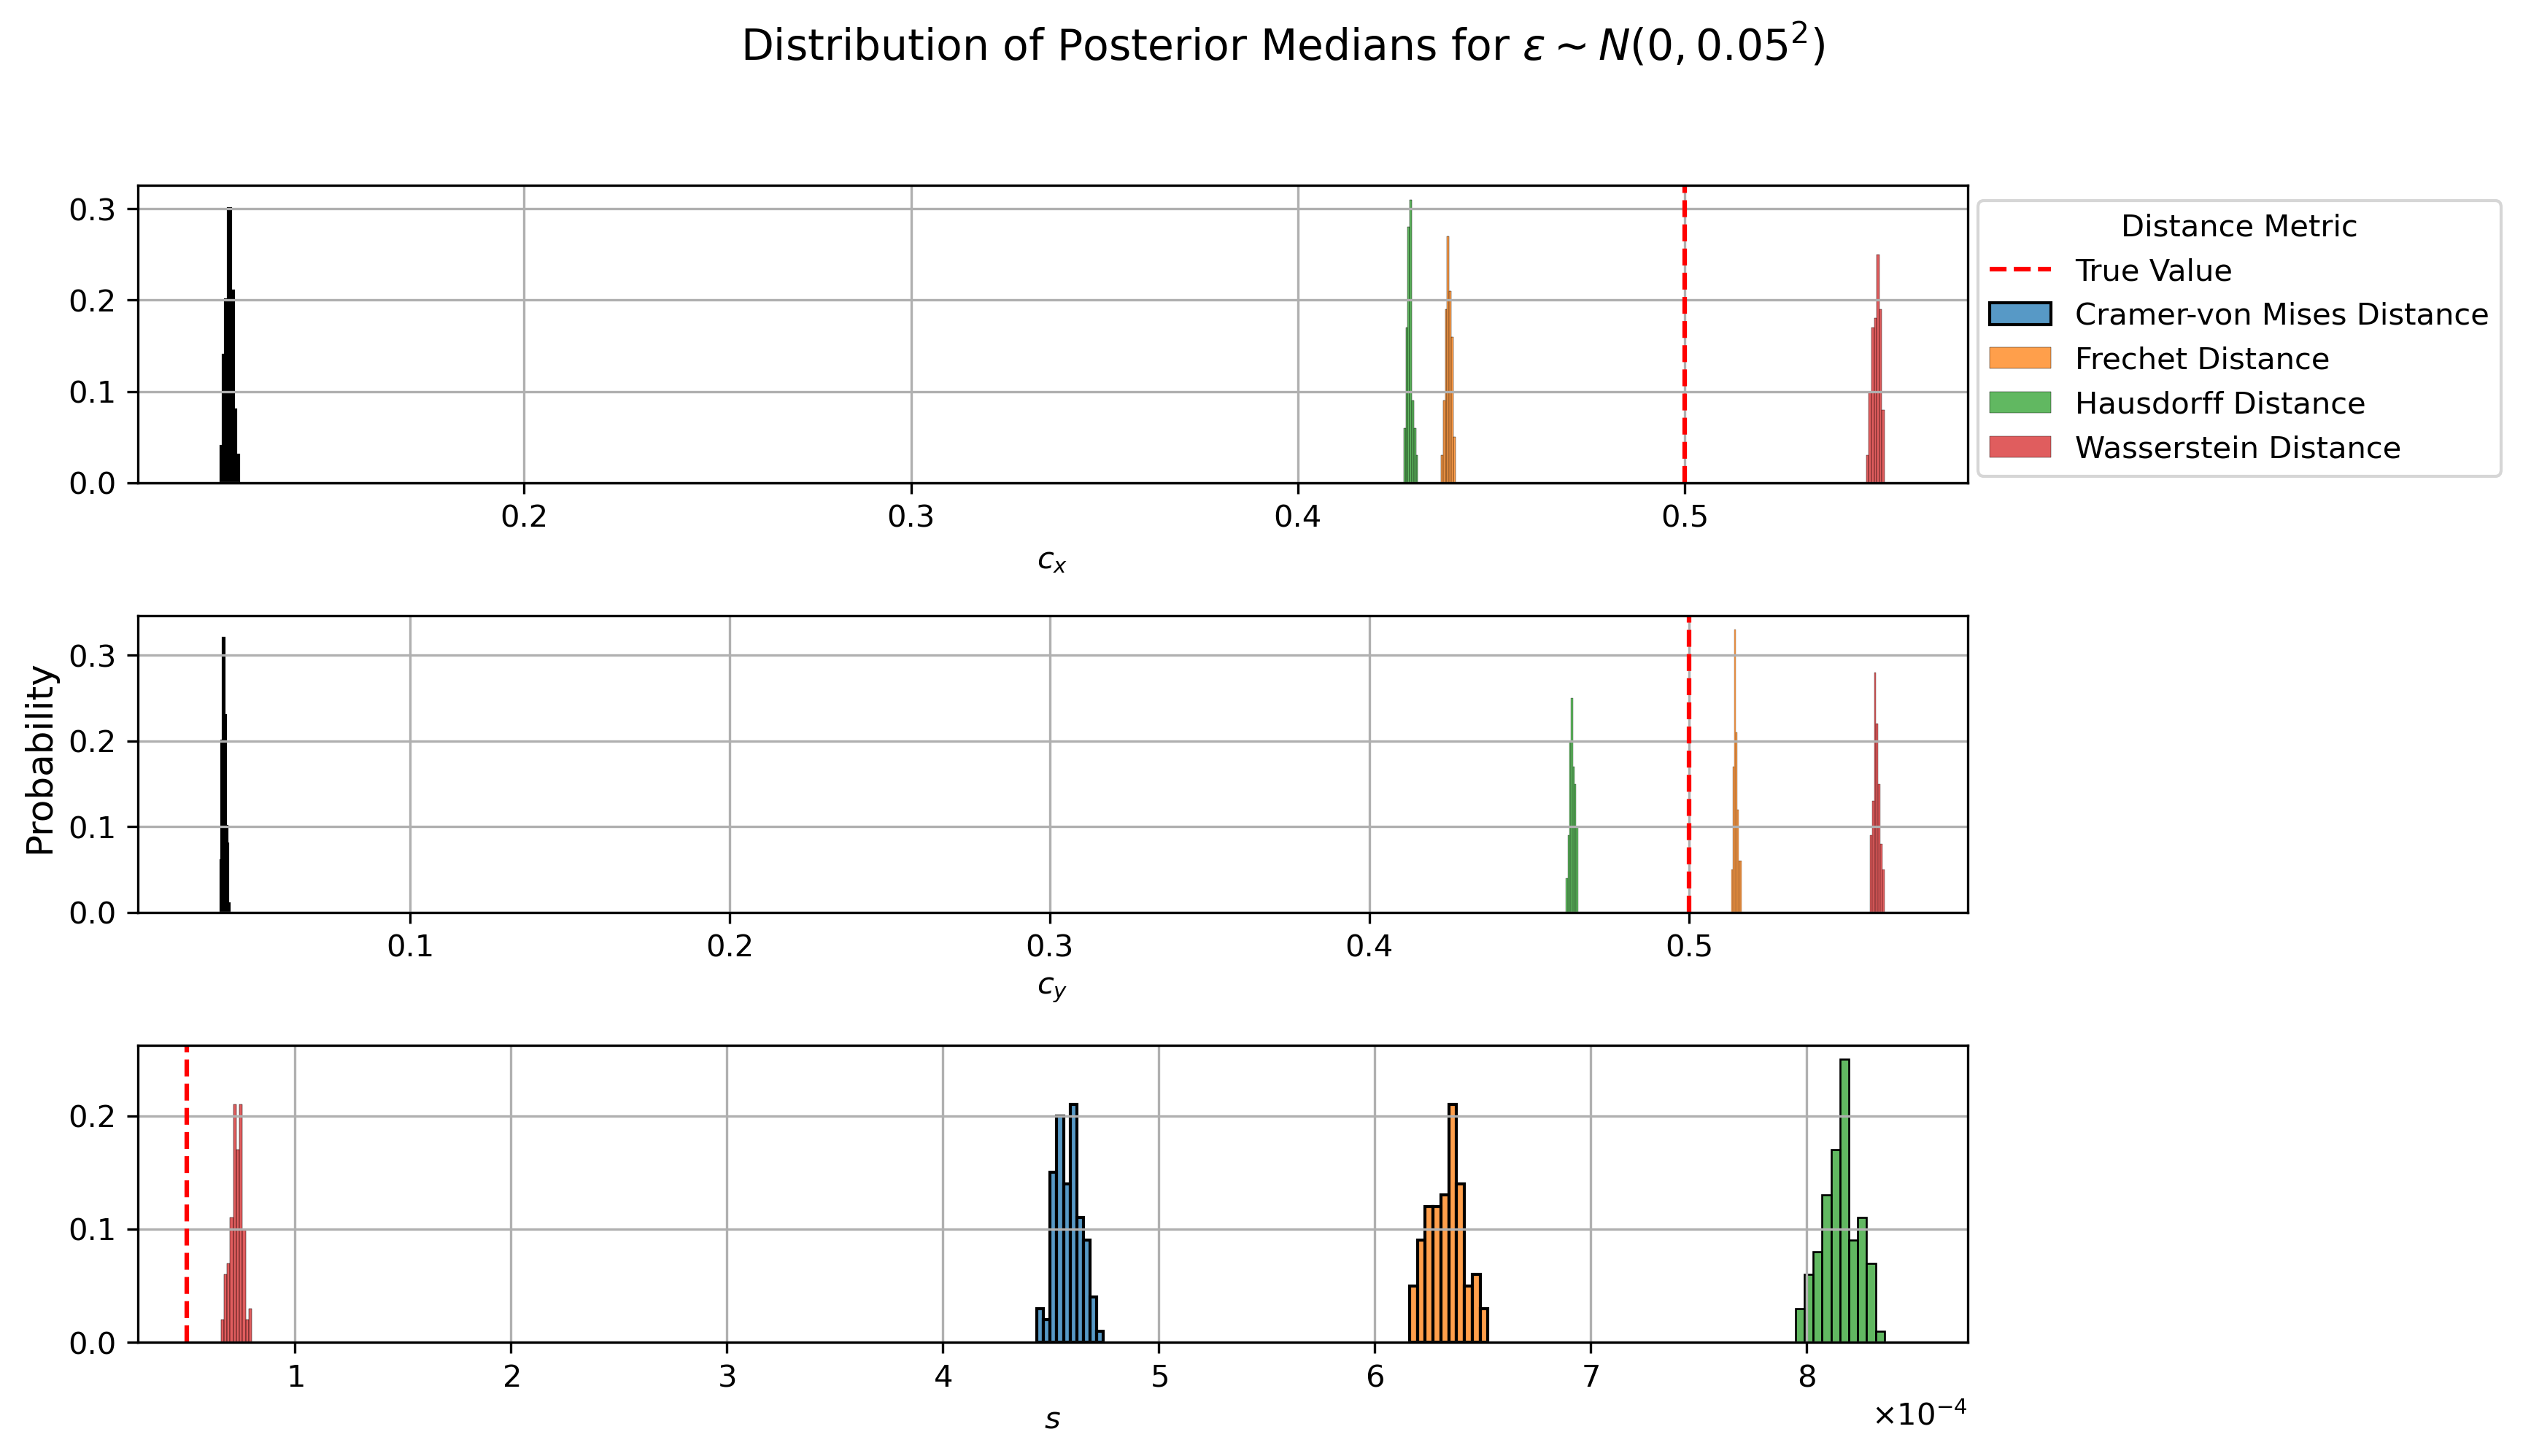 Distribution of Posterior Medians for ε ~ N(0, 0.05²)
0.3
0.2
0.1
0.0
0.2 0.3 0.4 0.5
c_x
Distance Metric
True Value
Cramer-von Mises Distance
Frechet Distance
Hausdorff Distance
Wasserstein Distance
Probability
0.3
0.2
0.1
0.0
0.1 0.2 0.3 0.4 0.5
c_y
0.2
0.1
0.0
1 2 3 4 5 6 7 8
×10⁻⁴
s